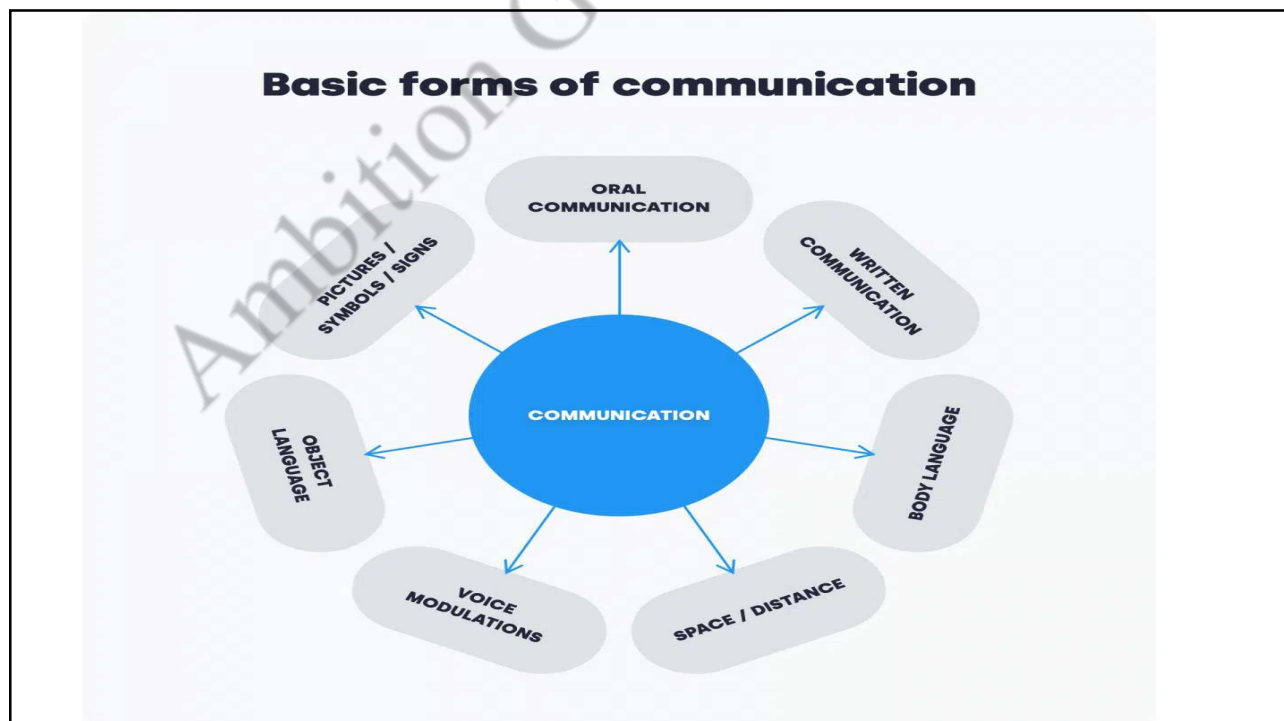 Basic forms of communication
ORAL
COMMUNICATION
WRITTEN
COMMUNICATION
BODY LANGUAGE
SPACE / DISTANCE
VOICE
MODULATIONS
OBJECT
LANGUAGE
PICTURES /
SYMBOLS / SIGNS
COMMUNICATION
Ambition